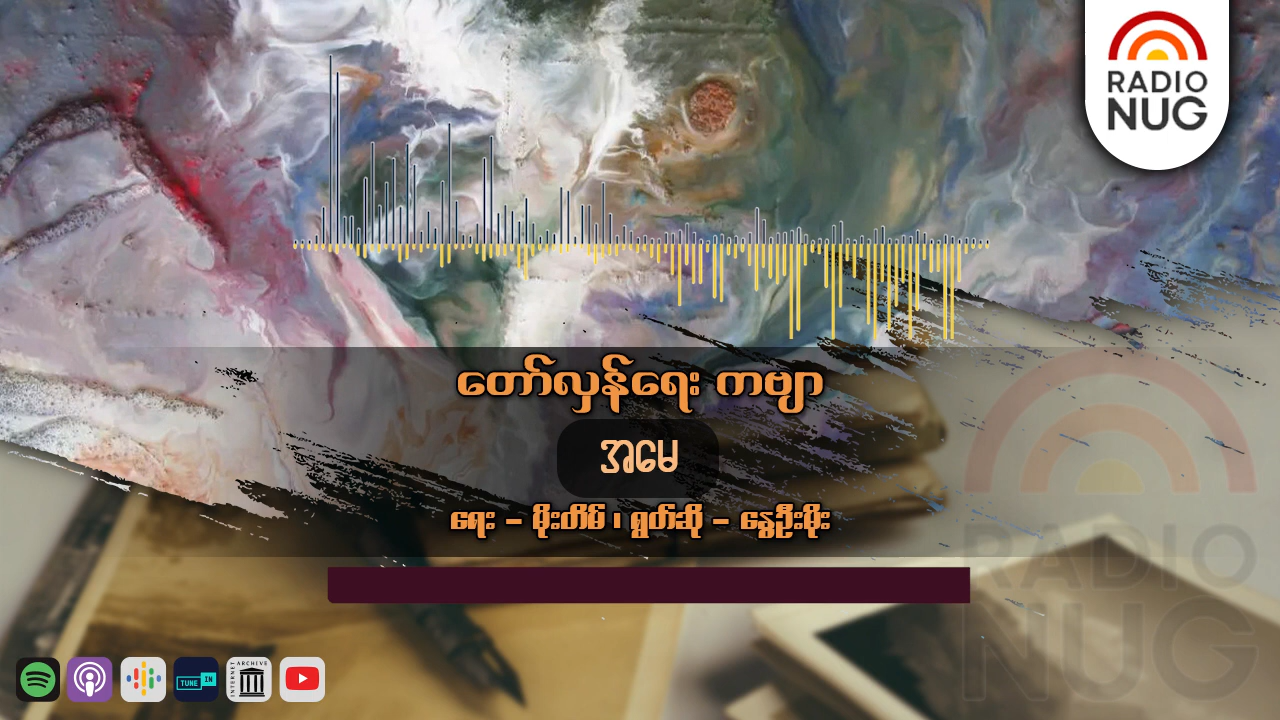 RADIO
NUG
တော်လှန်ရေး ကဗျာ
အမေ
ရေး - မိုးတိမ် ၊ ရွတ်ဆို - နွေဦးမိုး
RADIO
NUG
TUNE IN
INTERNET ARCHIVE